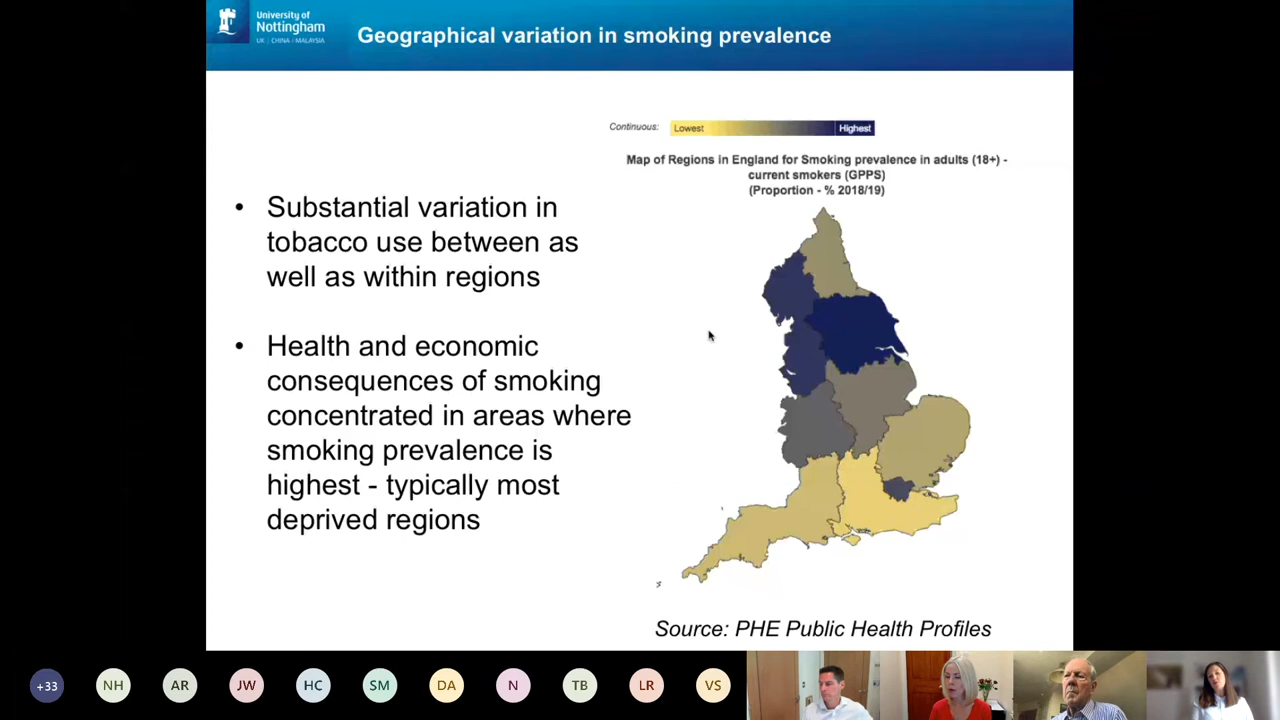 University of
Nottingham
UK | CHINA | MALAYSIA
Geographical variation in smoking prevalence
Continuous:
Lowest
Highest
Map of Regions in England for Smoking prevalence in adults (18+) -
current smokers (GPPS)
(Proportion - % 2018/19)
• Substantial variation in
tobacco use between as
well as within regions
• Health and economic
consequences of smoking
concentrated in areas where
smoking prevalence is
highest - typically most
deprived regions
Source: PHE Public Health Profiles
+33
NH
AR
JW
HC
SM
DA
N
TB
LR
VS